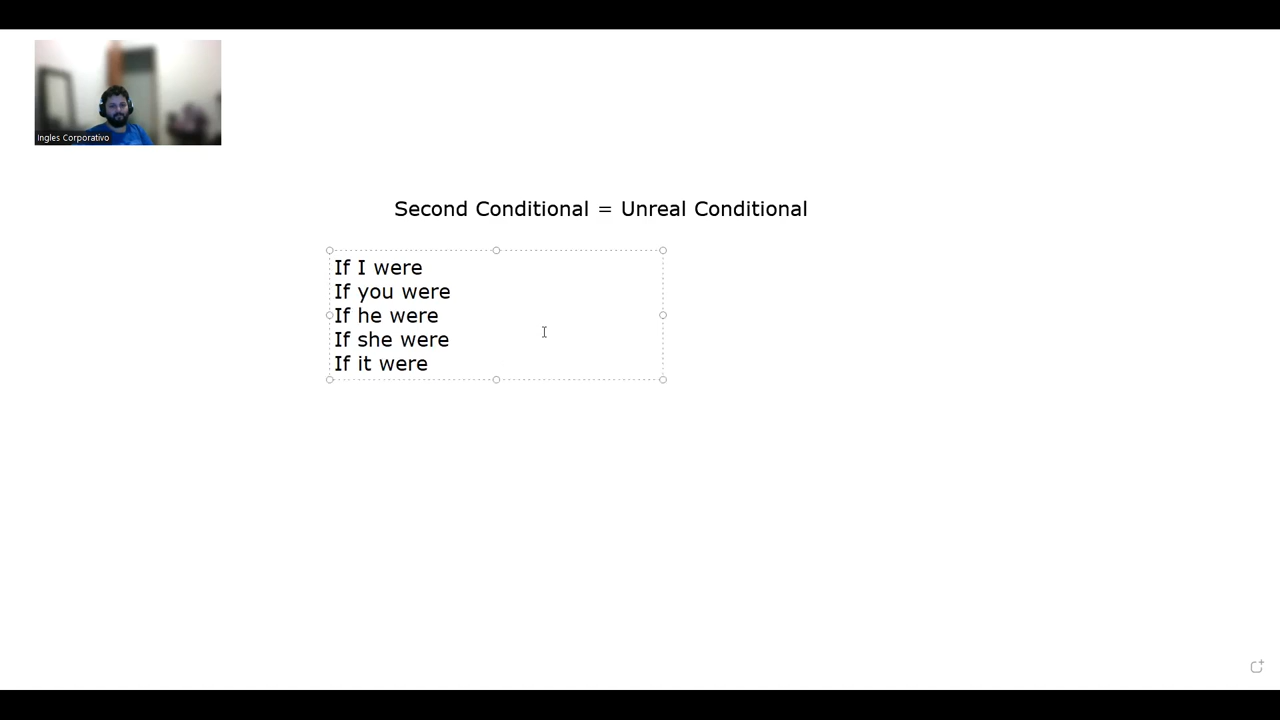 Ingles Corporativo
Second Conditional = Unreal Conditional
If I were
If you were
If he were
If she were
If it were